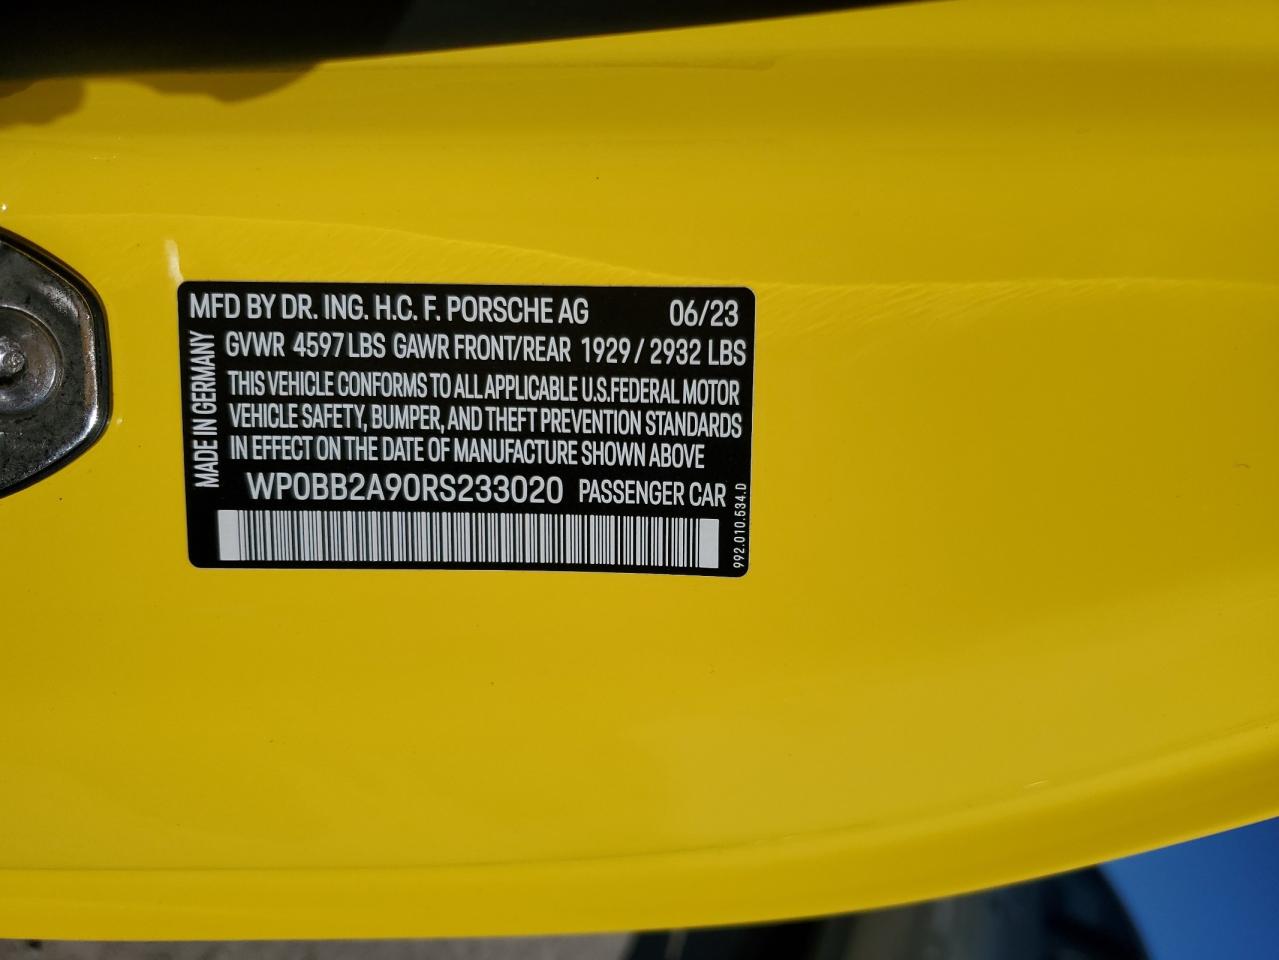 MFD BY DR. ING. H.C. F. PORSCHE AG 06/23
GVWR 4597 LBS GAWR FRONT/REAR 1929 / 2932 LBS
THIS VEHICLE CONFORMS TO ALL APPLICABLE U.S.FEDERAL MOTOR
VEHICLE SAFETY, BUMPER, AND THEFT PREVENTION STANDARDS
IN EFFECT ON THE DATE OF MANUFACTURE SHOWN ABOVE
WP0BB2A90RS233020 PASSENGER CAR
MADE IN GERMANY
992.010.534.D